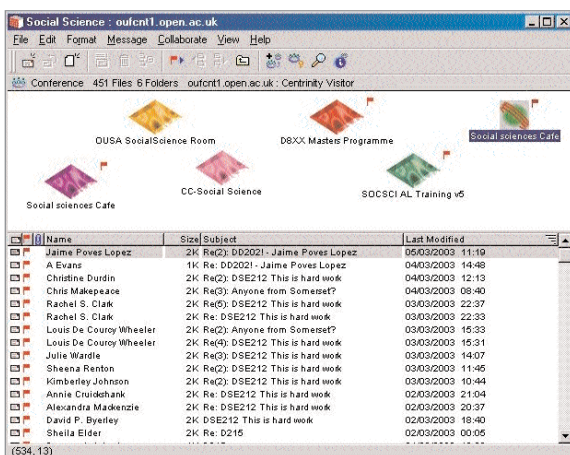 Social Science : oufcnt1.open.ac.uk
File Edit Format Message Collaborate View Help
Conference 451 Files 6 Folders oufcnt1.open.ac.uk : Centrinity Visitor
OUSA SocialScience Room
D8XX Masters Programme
Social sciences Cafe
Social sciences Cafe
CC-Social Science
SOCSCI AL Training v5
Name Size Subject Last Modified
Jaime Poves Lopez 2K Re(2): DD202! - Jaime Poves Lopez 05/03/2003 11:19
A Evans 1K Re: DD202! - Jaime Poves Lopez 04/03/2003 14:48
Christine Durdin 2K Re(2): DSE212 This is hard work 04/03/2003 12:13
Chris Makepeace 2K Re(3): Anyone from Somerset? 04/03/2003 08:40
Rachel S. Clark 2K Re(5): DSE212 This is hard work 03/03/2003 22:37
Rachel S. Clark 2K Re: DSE212 This is hard work 03/03/2003 22:33
Louis De Courcy Wheeler 2K Re(2): Anyone from Somerset? 03/03/2003 15:33
Louis De Courcy Wheeler 2K Re(4): DSE212 This is hard work 03/03/2003 15:31
Julie Wardle 2K Re(3): DSE212 This is hard work 03/03/2003 14:07
Sheena Renton 2K Re(2): DSE212 This is hard work 03/03/2003 11:45
Kimberley Johnson 2K Re(2): DSE212 This is hard work 03/03/2003 10:44
Annie Cruickshank 2K Re: DSE212 This is hard work 02/03/2003 21:04
Alexandra Mackenzie 2K Re: DSE212 This is hard work 02/03/2003 20:37
David P. Byerley 2K DSE212 This is hard work 02/03/2003 18:40
Sheila Elder 2K Re: D215 02/03/2003 00:05
(534, 13)